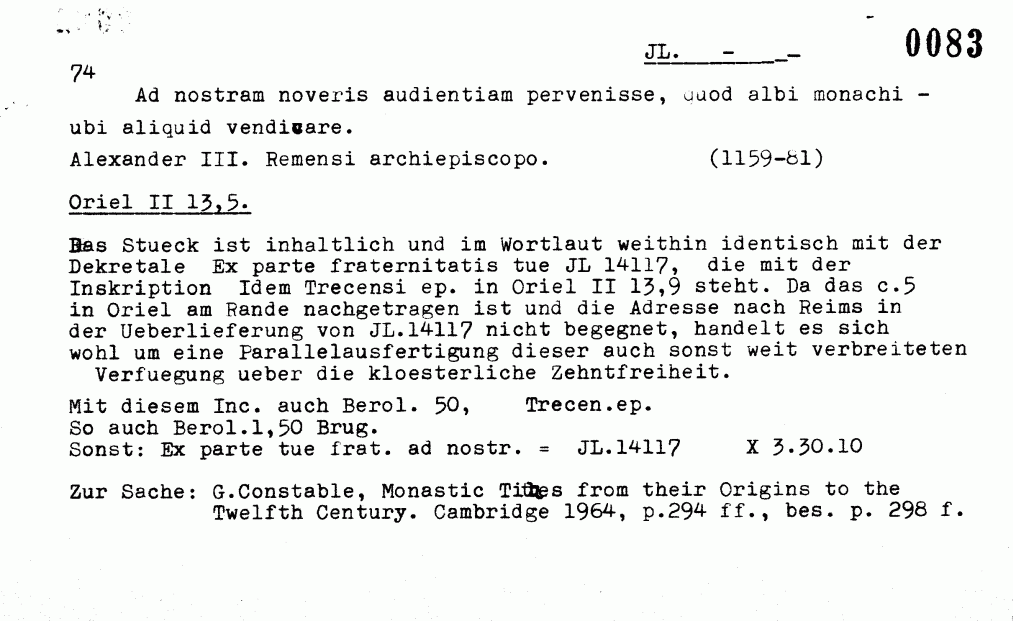 JL. - - 0083
74
Ad nostram noveris audientiam pervenisse, quod albi monachi -
ubi aliquid vendicare.
Alexander III. Remensi archiepiscopo. (1159-81)
Oriel II 13,5.
Das Stueck ist inhaltlich und im Wortlaut weithin identisch mit der
Dekretale Ex parte fraternitatis tue JL 14117, die mit der
Inskription Idem Trecensi ep. in Oriel II 13,9 steht. Da das c.5
in Oriel am Rande nachgetragen ist und die Adresse nach Reims in
der Ueberlieferung von JL.14117 nicht begegnet, handelt es sich
wohl um eine Parallelausfertigung dieser auch sonst weit verbreiteten
Verfuegung ueber die kloesterliche Zehntfreiheit.
Mit diesem Inc. auch Berol. 50, Trecen.ep.
So auch Berol.1,50 Brug.
Sonst: Ex parte tue frat. ad nostr. = JL.14117 X 3.30.10
Zur Sache: G.Constable, Monastic Tithes from their Origins to the
Twelfth Century. Cambridge 1964, p.294 ff., bes. p. 298 f.